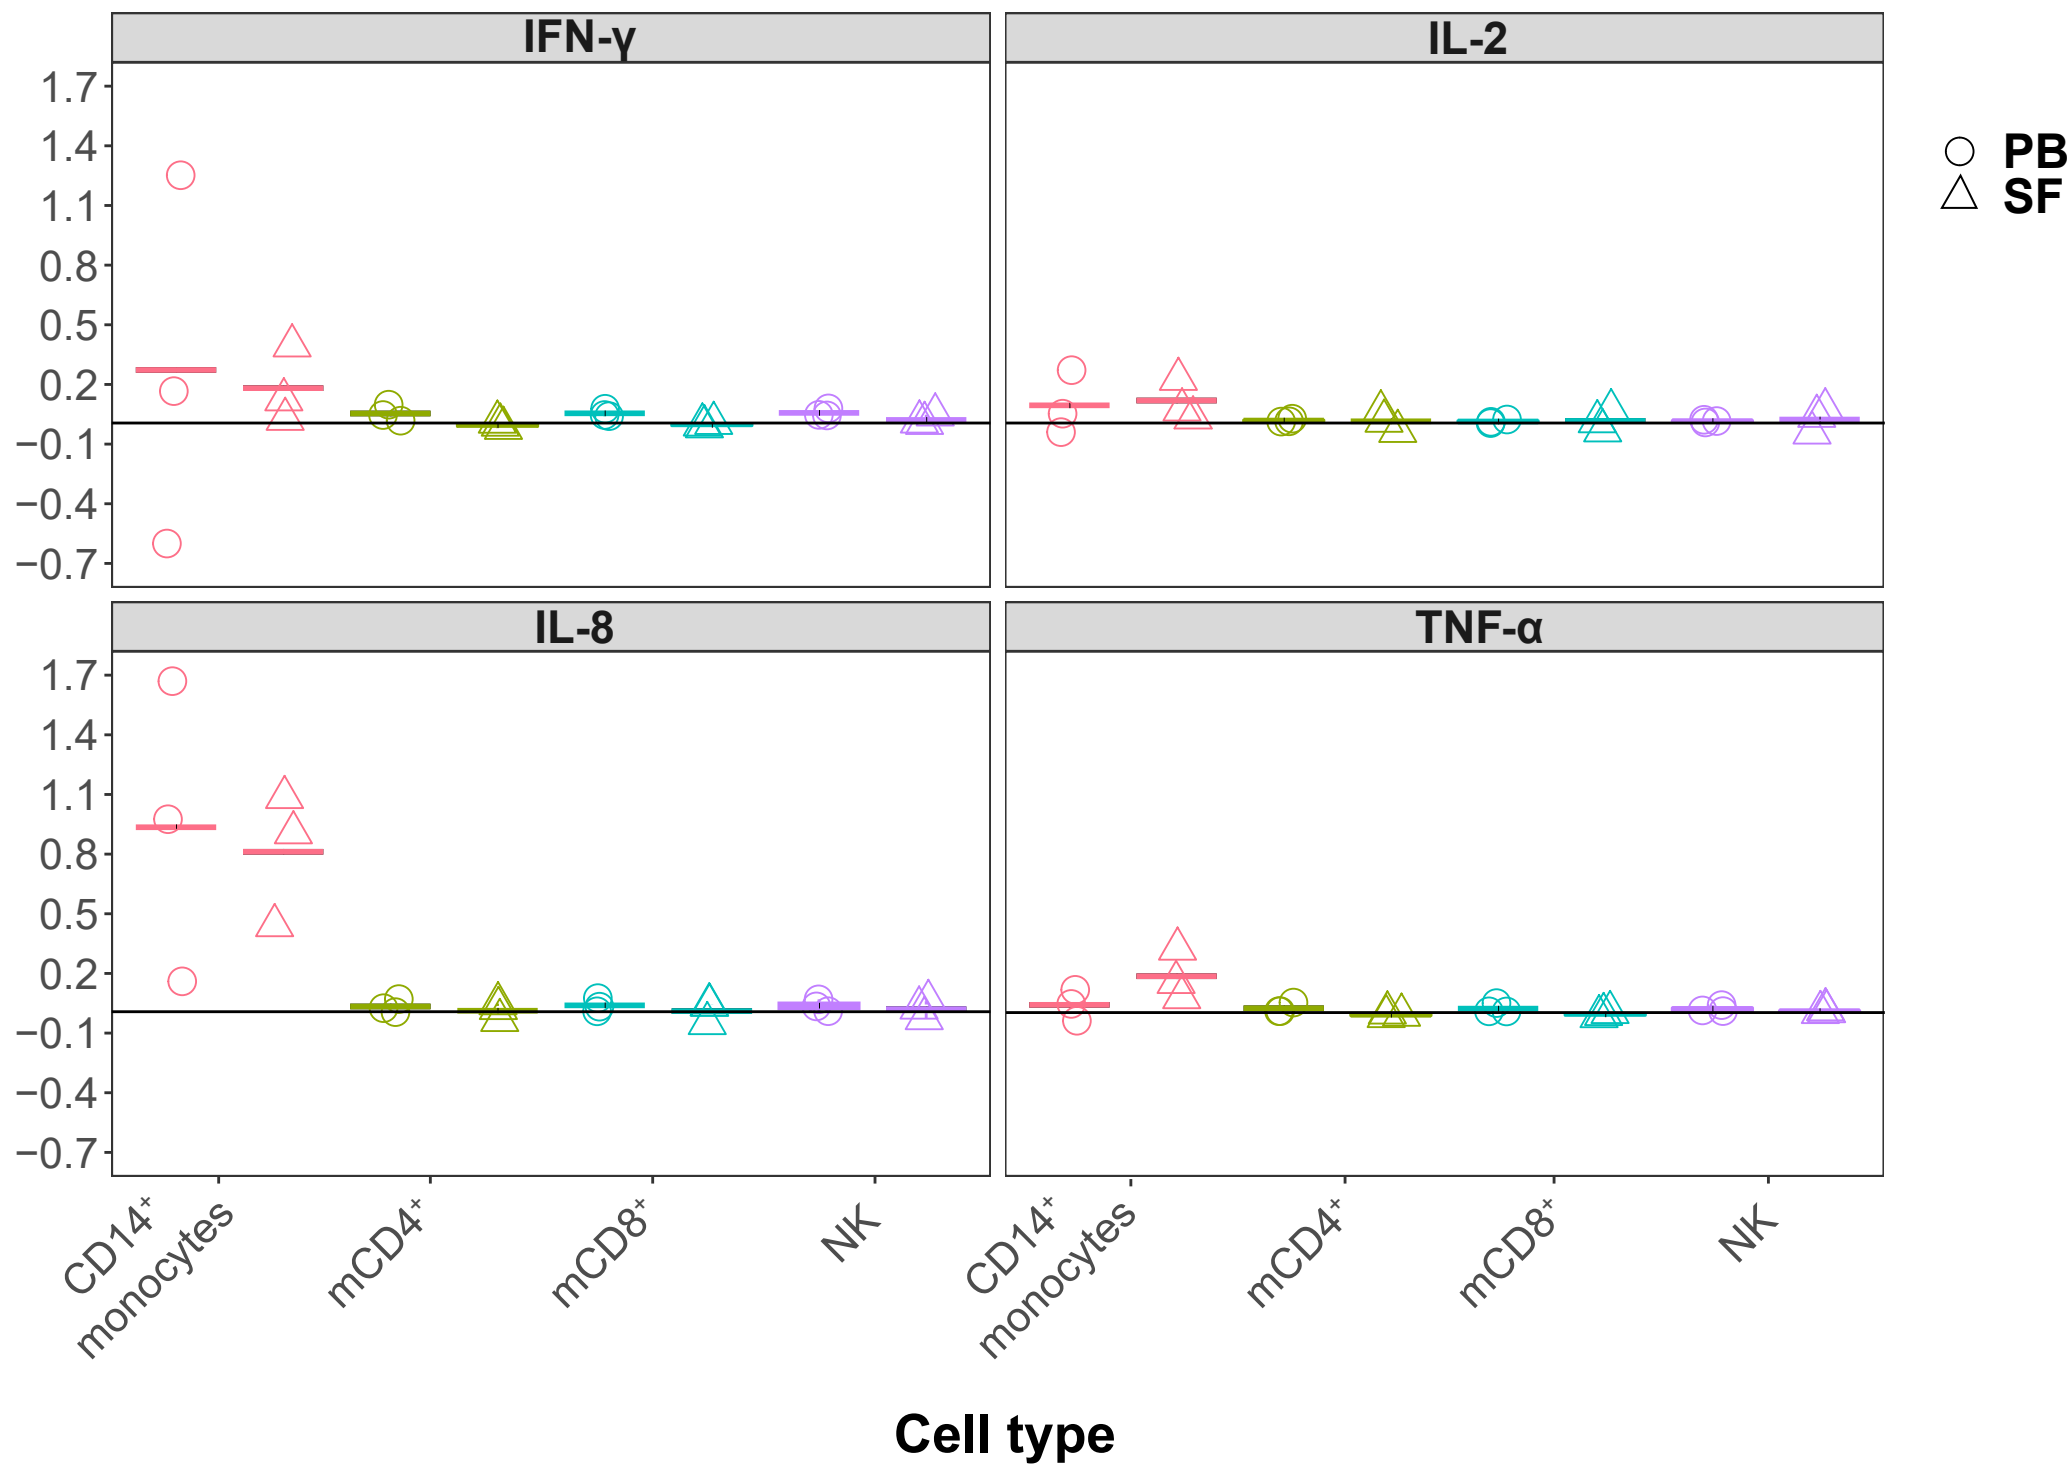 IFN-γ
IL-2
1.7
1.4
1.1
0.8
0.5
0.2
−0.1
−0.4
−0.7
PB
SF
IL-8
TNF-α
1.7
1.4
1.1
0.8
0.5
0.2
−0.1
−0.4
−0.7
CD14⁺
monocytes
mCD4⁺
mCD8⁺
NK
CD14⁺
monocytes
mCD4⁺
mCD8⁺
NK
Cell type